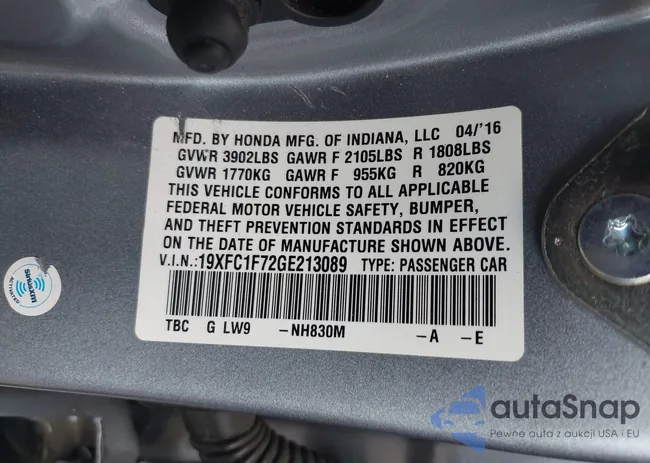 MFD. BY HONDA MFG. OF INDIANA, LLC 04/'16
GVWR 3902LBS GAWR F 2105LBS R 1808LBS
GVWR 1770KG GAWR F 955KG R 820KG
THIS VEHICLE CONFORMS TO ALL APPLICABLE
FEDERAL MOTOR VEHICLE SAFETY, BUMPER,
AND THEFT PREVENTION STANDARDS IN EFFECT
ON THE DATE OF MANUFACTURE SHOWN ABOVE.
V.I.N.:19XFC1F72GE213089 TYPE: PASSENGER CAR
TBC G LW9 -NH830M -A -E
SiriusXM
autaSnap
Pewne auta z aukcji USA i EU